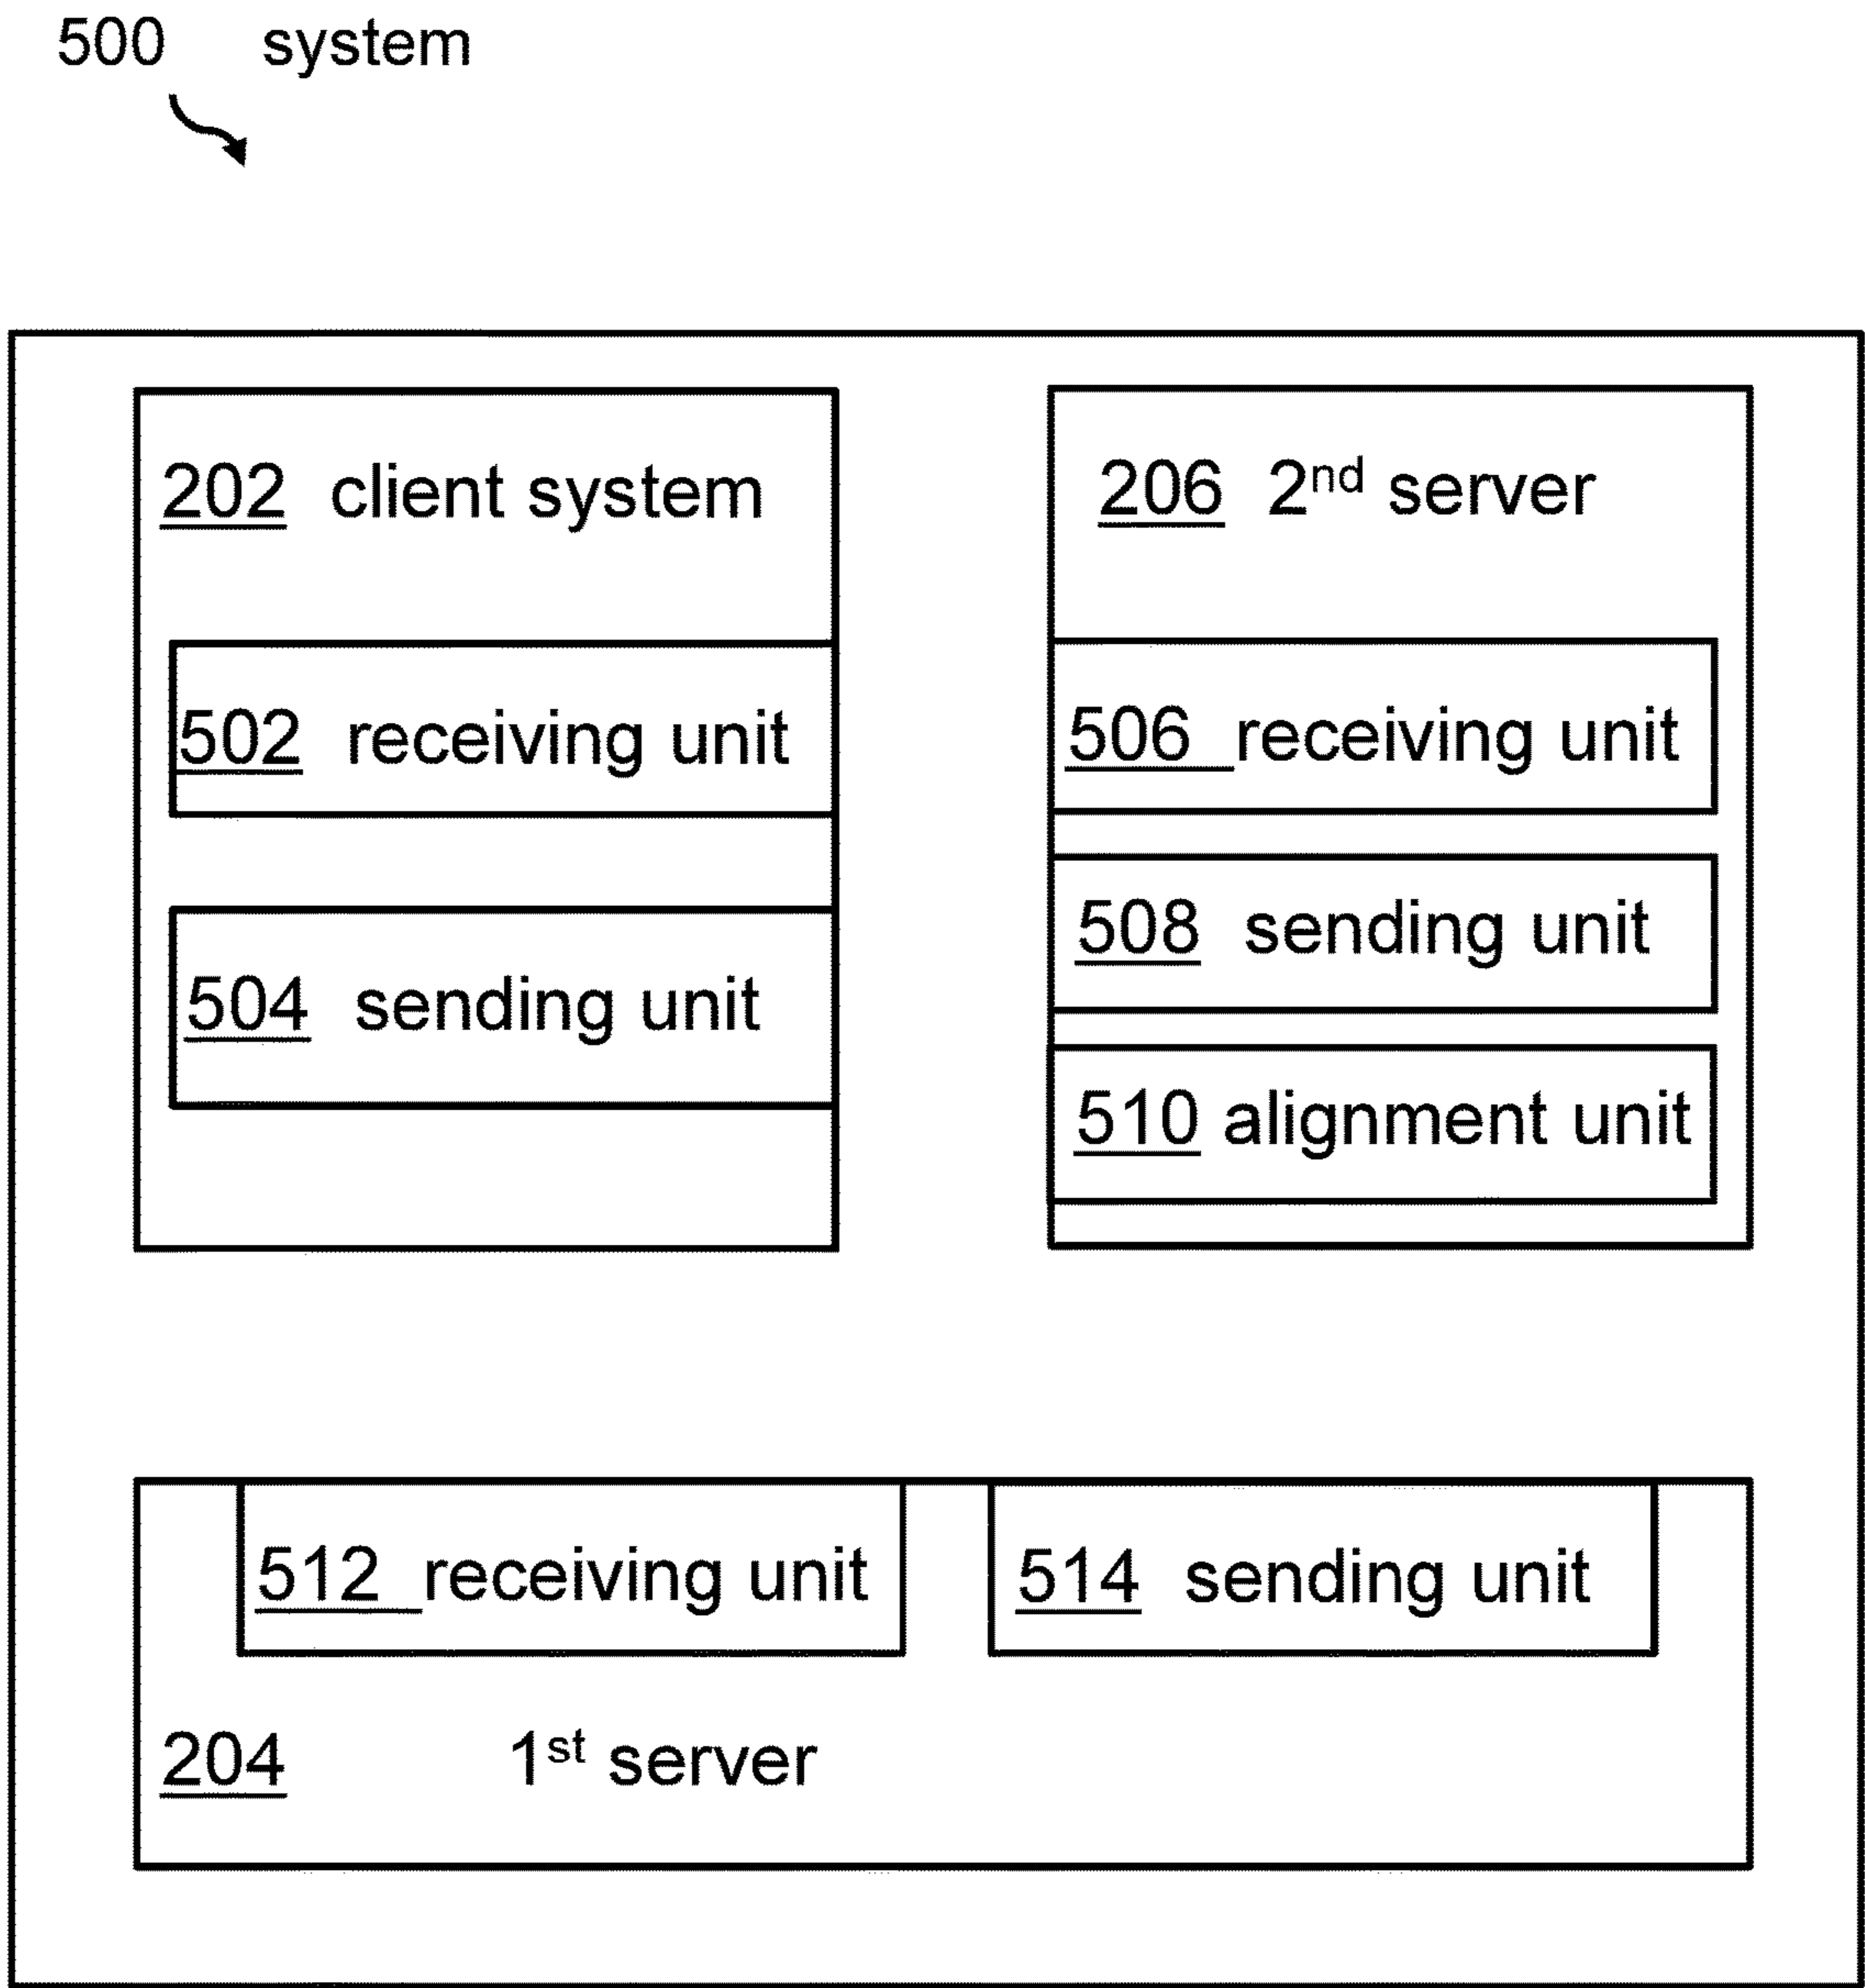 500 system
202 client system
502 receiving unit
504 sending unit
206 2nd server
506 receiving unit
508 sending unit
510 alignment unit
512 receiving unit
514 sending unit
204 1st server